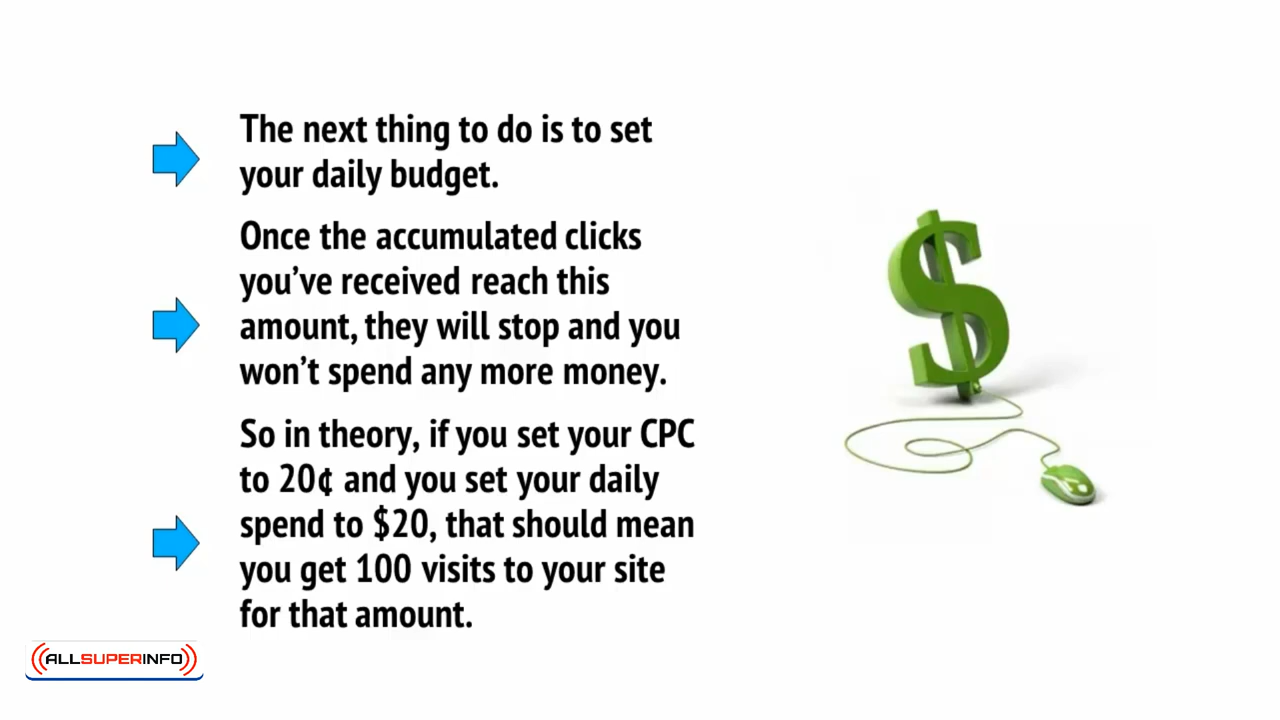 The next thing to do is to set
your daily budget.
Once the accumulated clicks
you’ve received reach this
amount, they will stop and you
won’t spend any more money.
So in theory, if you set your CPC
to 20¢ and you set your daily
spend to $20, that should mean
you get 100 visits to your site
for that amount.
ALLSUPERINFO